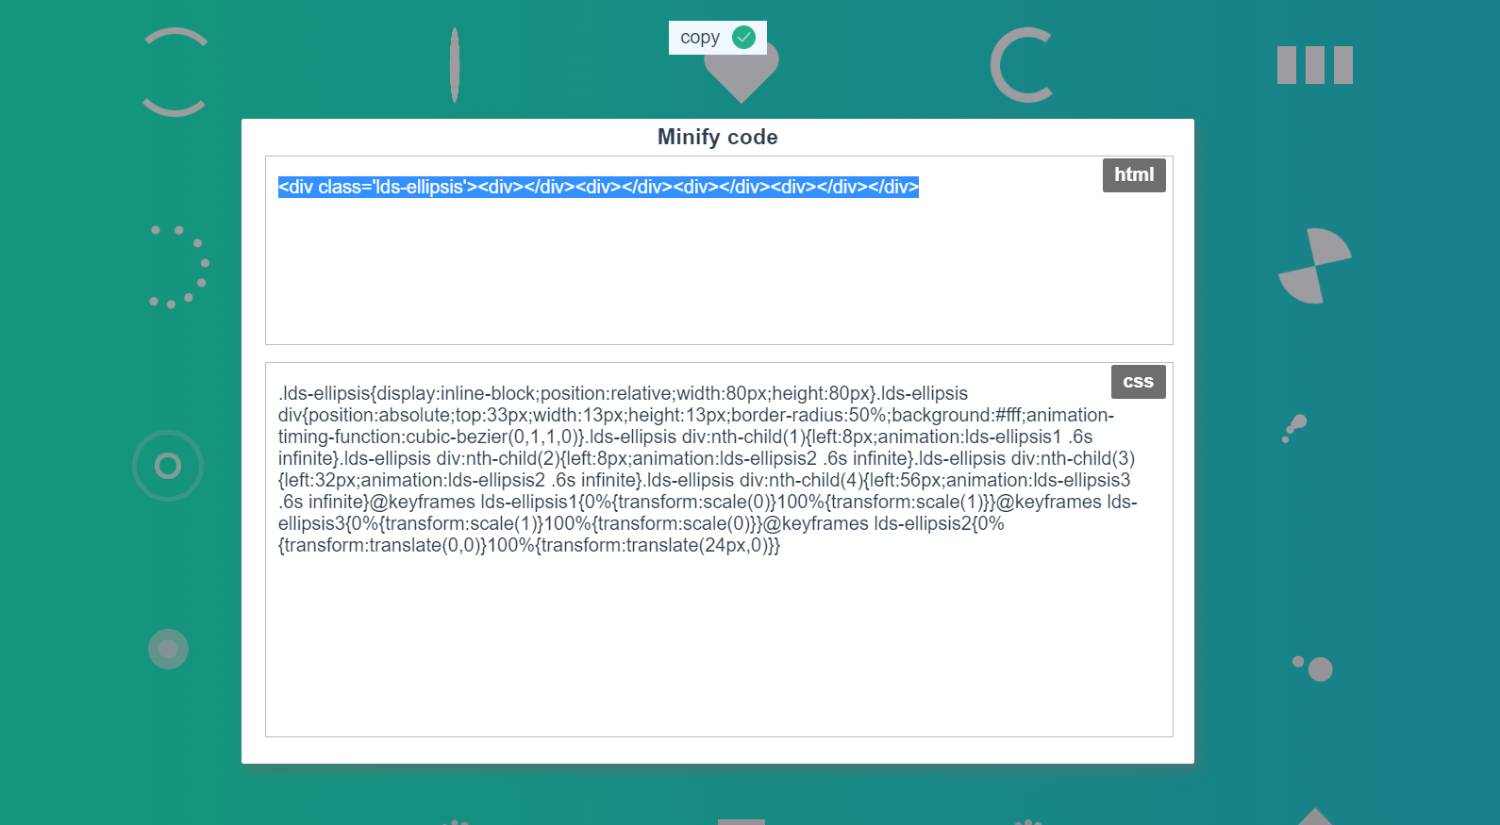 copy
Minify code
html
<div class='lds-ellipsis'><div></div><div></div><div></div><div></div></div>
css
.lds-ellipsis{display:inline-block;position:relative;width:80px;height:80px}.lds-ellipsis
div{position:absolute;top:33px;width:13px;height:13px;border-radius:50%;background:#fff;animation-
timing-function:cubic-bezier(0,1,1,0)}.lds-ellipsis div:nth-child(1){left:8px;animation:lds-ellipsis1 .6s
infinite}.lds-ellipsis div:nth-child(2){left:8px;animation:lds-ellipsis2 .6s infinite}.lds-ellipsis div:nth-child(3)
{left:32px;animation:lds-ellipsis2 .6s infinite}.lds-ellipsis div:nth-child(4){left:56px;animation:lds-ellipsis3
.6s infinite}@keyframes lds-ellipsis1{0%{transform:scale(0)}100%{transform:scale(1)}}@keyframes lds-
ellipsis3{0%{transform:scale(1)}100%{transform:scale(0)}}@keyframes lds-ellipsis2{0%
{transform:translate(0,0)}100%{transform:translate(24px,0)}}